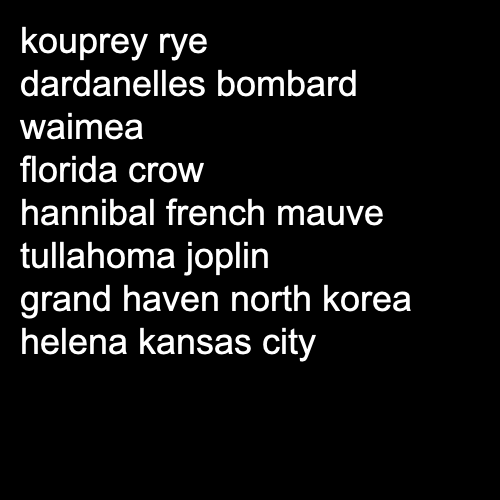 kouprey rye
dardanelles bombard
waimea
florida crow
hannibal french mauve
tullahoma joplin
grand haven north korea
helena kansas city